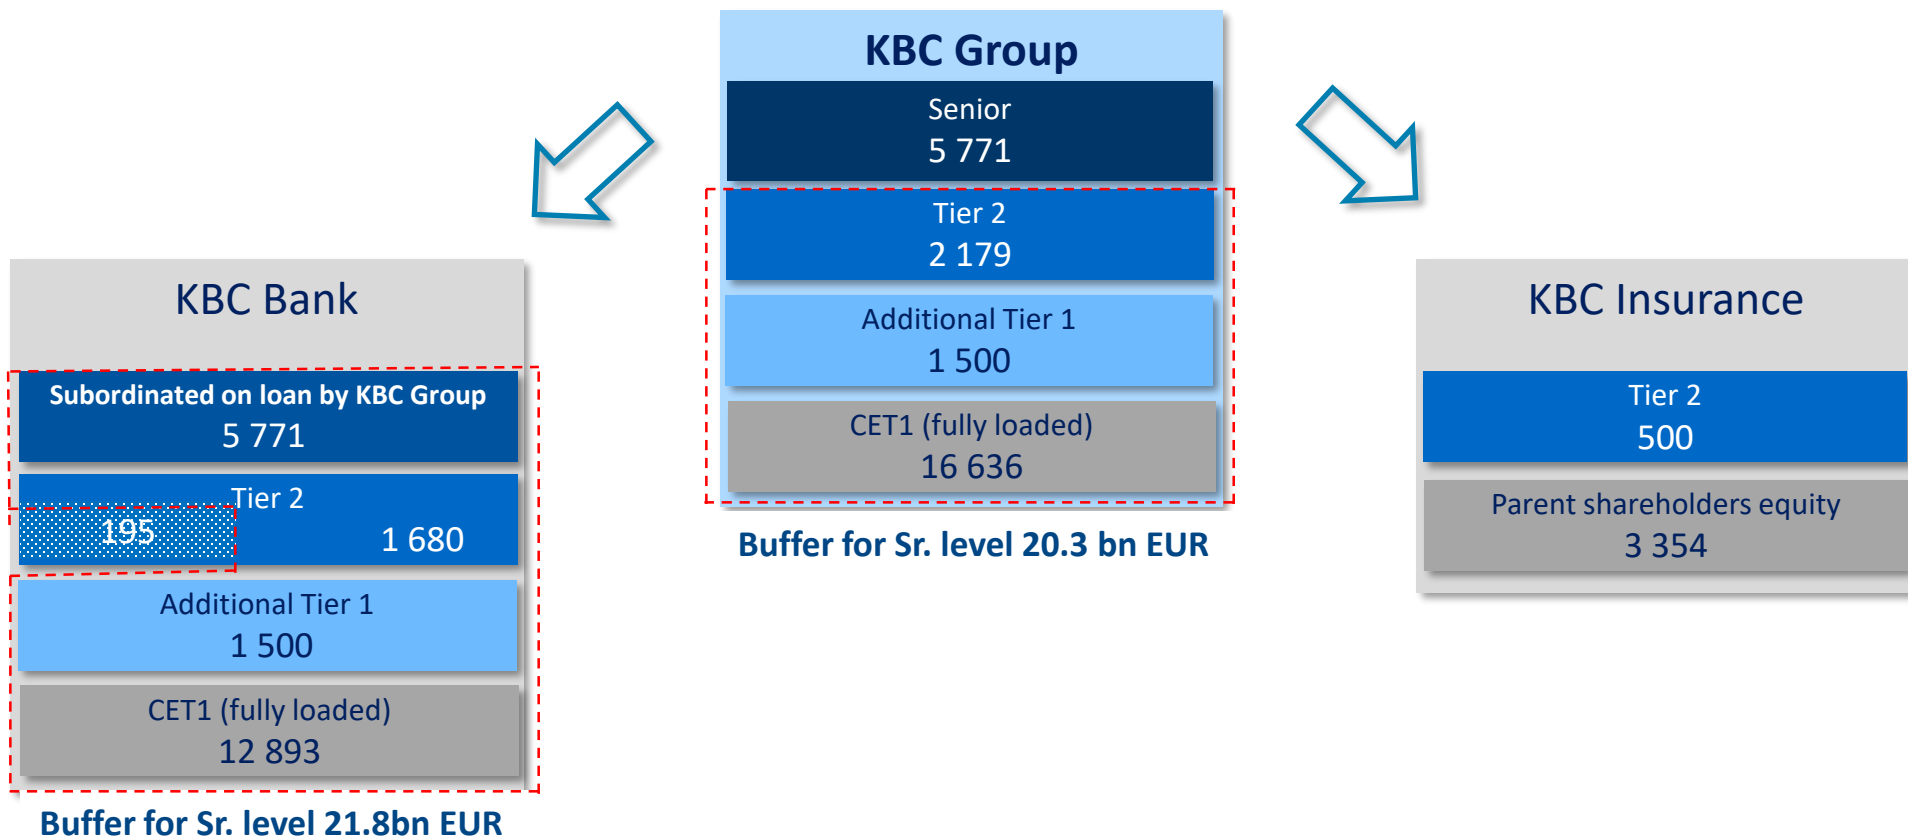 KBC Group
Senior
5 771
Tier 2
2 179
Additional Tier 1
1 500
CET1 (fully loaded)
16 636
Buffer for Sr. level 20.3 bn EUR
KBC Bank
Subordinated on loan by KBC Group
5 771
Tier 2
195 1 680
Additional Tier 1
1 500
CET1 (fully loaded)
12 893
Buffer for Sr. level 21.8bn EUR
KBC Insurance
Tier 2
500
Parent shareholders equity
3 354